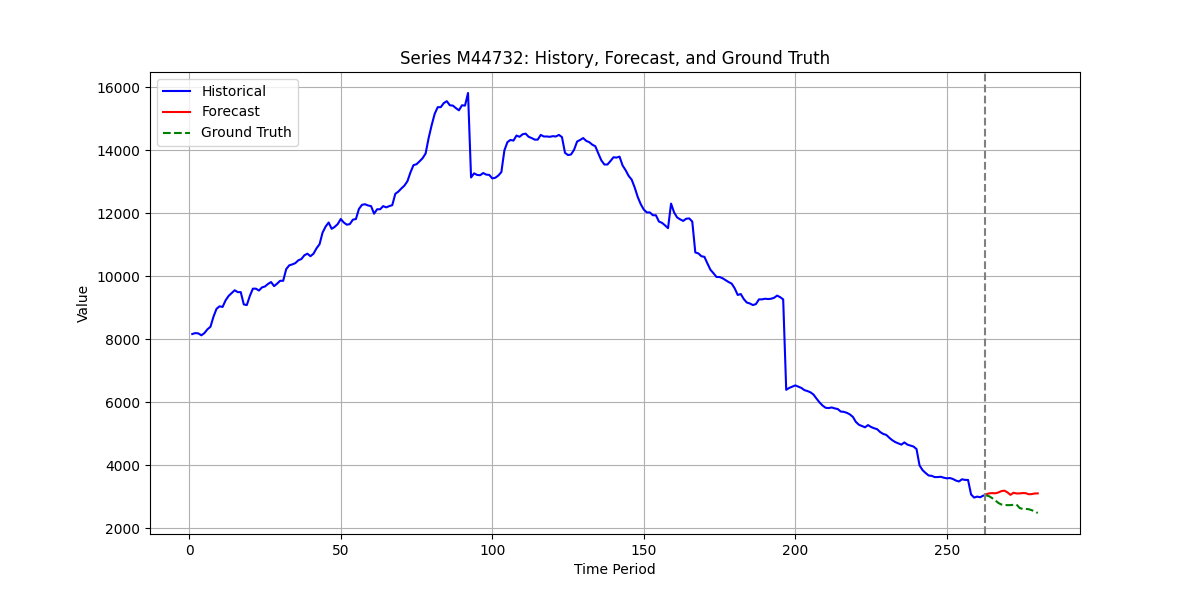 Series M44732: History, Forecast, and Ground Truth
Historical
Forecast
Ground Truth
16000
14000
12000
10000
8000
6000
4000
2000
Value
0
50
100
150
200
250
Time Period